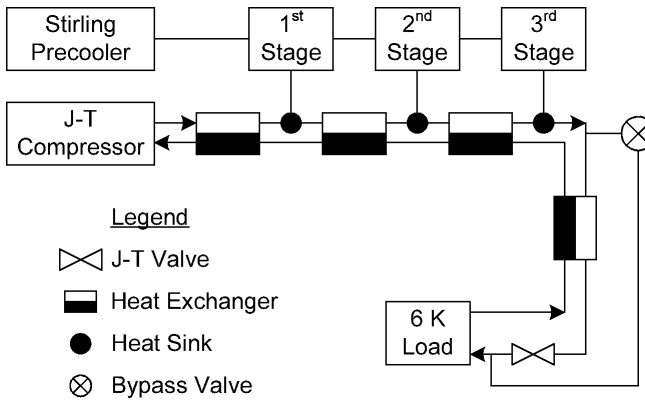 Stirling
Precooler
1st
Stage
2nd
Stage
3rd
Stage
J-T
Compressor
Legend
J-T Valve
Heat Exchanger
Heat Sink
Bypass Valve
6 K
Load